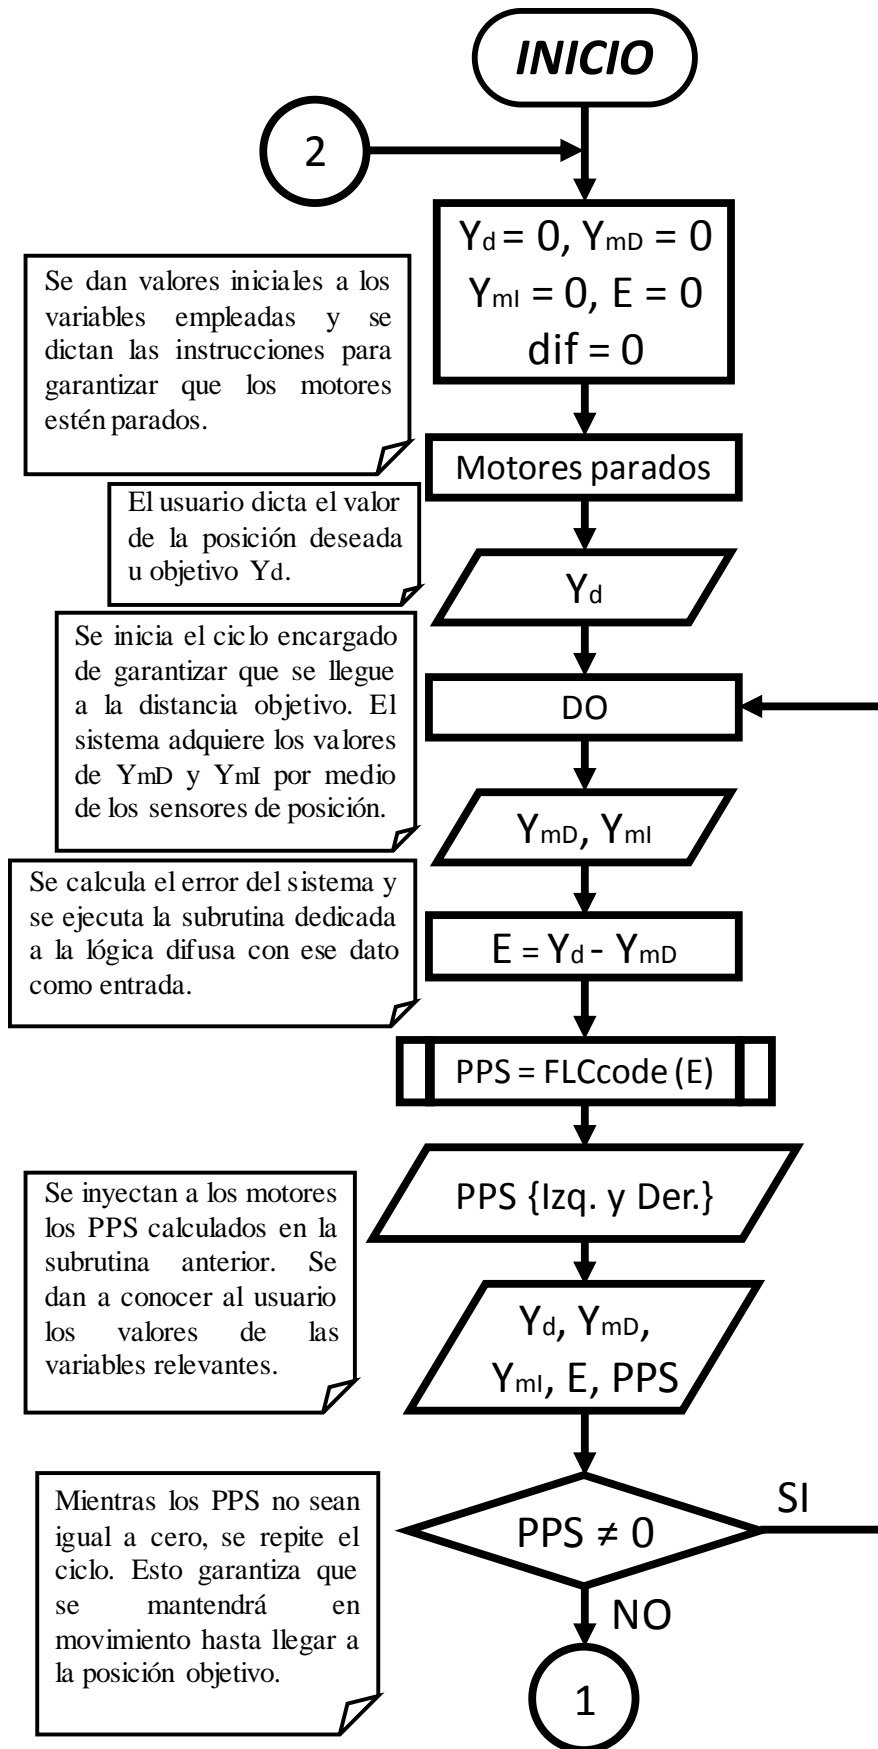 INICIO
2
Yd = 0, YmD = 0
YmI = 0, E = 0
dif = 0
Se dan valores iniciales a los
variables empleadas y se
dictan las instrucciones para
garantizar que los motores
estén parados.
Motores parados
El usuario dicta el valor
de la posición deseada
u objetivo Yd.
Yd
Se inicia el ciclo encargado
de garantizar que se llegue
a la distancia objetivo. El
sistema adquiere los valores
de YmD y YmI por medio
de los sensores de posición.
DO
YmD, YmI
Se calcula el error del sistema y
se ejecuta la subrutina dedicada
a la lógica difusa con ese dato
como entrada.
E = Yd - YmD
PPS = FLCcode (E)
PPS {Izq. y Der.}
Se inyectan a los motores
los PPS calculados en la
subrutina anterior. Se
dan a conocer al usuario
los valores de las
variables relevantes.
Yd, YmD,
YmI, E, PPS
Mientras los PPS no sean
igual a cero, se repite el
ciclo. Esto garantiza que
se mantendrá en
movimiento hasta llegar a
la posición objetivo.
PPS ≠ 0
SI
NO
1